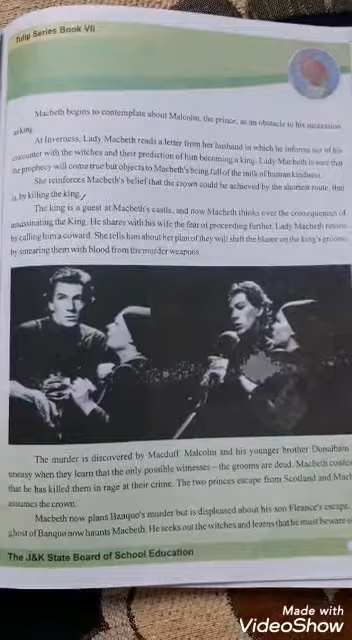 Tulip Series Book VII
Macbeth begins to contemplate about Malcolm, the prince, as an obstacle to his succession
as king.
At Inverness, Lady Macbeth reads a letter from her husband in which he informs her of his
encounter with the witches and their prediction of him becoming a king. Lady Macbeth is sure that
the prophecy will come true but objects to Macbeth's being full of the milk of human kindness.
She reinforces Macbeth's belief that the crown could be achieved by the shortest route, that
is, by killing the king.
The king is a guest at Macbeth's castle, and now Macbeth thinks over the consequences of
assassinating the King. He shares with his wife the fear of proceeding further. Lady Macbeth retorts
by calling him a coward. She tells him about her plan of they will shift the blame on the king's grooms
by smearing them with blood from the murder weapons
The murder is discovered by Macduff. Malcolm and his younger brother Donalbain
uneasy when they learn that the only possible witnesses – the grooms are dead. Macbeth
that he has killed them in rage at their crime. The two princes escape from Scotland and
assumes the crown.
Macbeth now plans Banquo's murder but is displeased about his son Fleance's escape.
ghost of Banquo now haunts Macbeth. He seeks out the witches and learns that he must beware
The J&K State Board of School Education
Made with
VideoShow